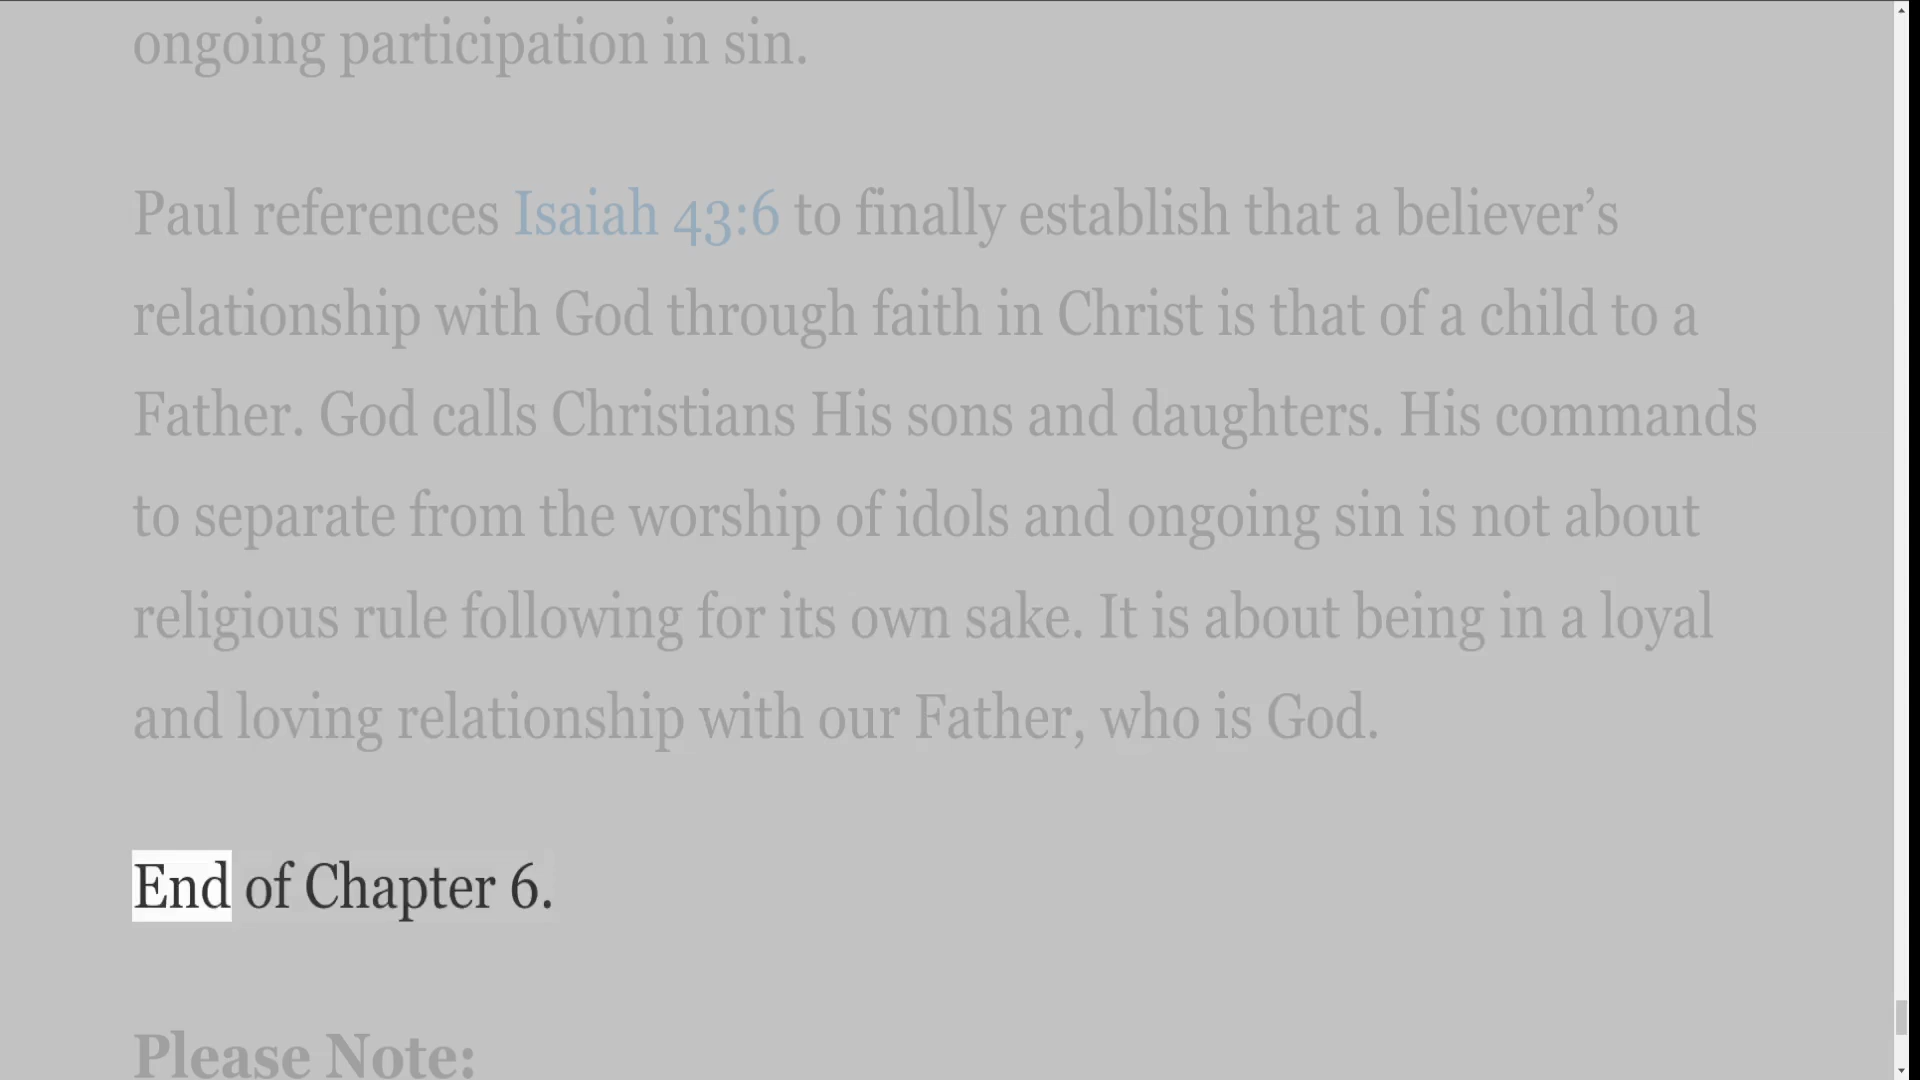 ongoing participation in sin.
Paul references Isaiah 43:6 to finally establish that a believer’s
relationship with God through faith in Christ is that of a child to a
Father. God calls Christians His sons and daughters. His commands
to separate from the worship of idols and ongoing sin is not about
religious rule following for its own sake. It is about being in a loyal
and loving relationship with our Father, who is God.
End of Chapter 6.
Please Note: